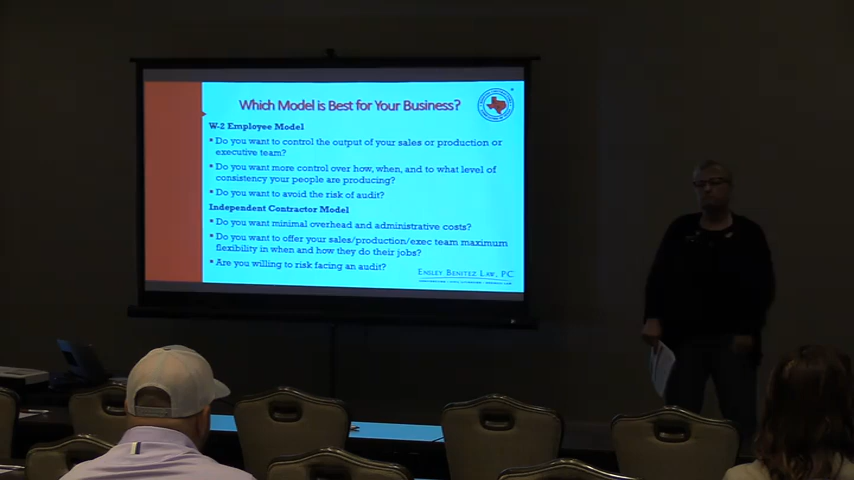 Which Model is Best for Your Business?
W-2 Employee Model
▪ Do you want to control the output of your sales or production or
executive team?
▪ Do you want more control over how, when, and to what level of
consistency your people are producing?
▪ Do you want to avoid the risk of audit?
Independent Contractor Model
▪ Do you want minimal overhead and administrative costs?
▪ Do you want to offer your sales/production/exec team maximum
flexibility in when and how they do their jobs?
▪ Are you willing to risk facing an audit?
Ensley Benitez Law, PC